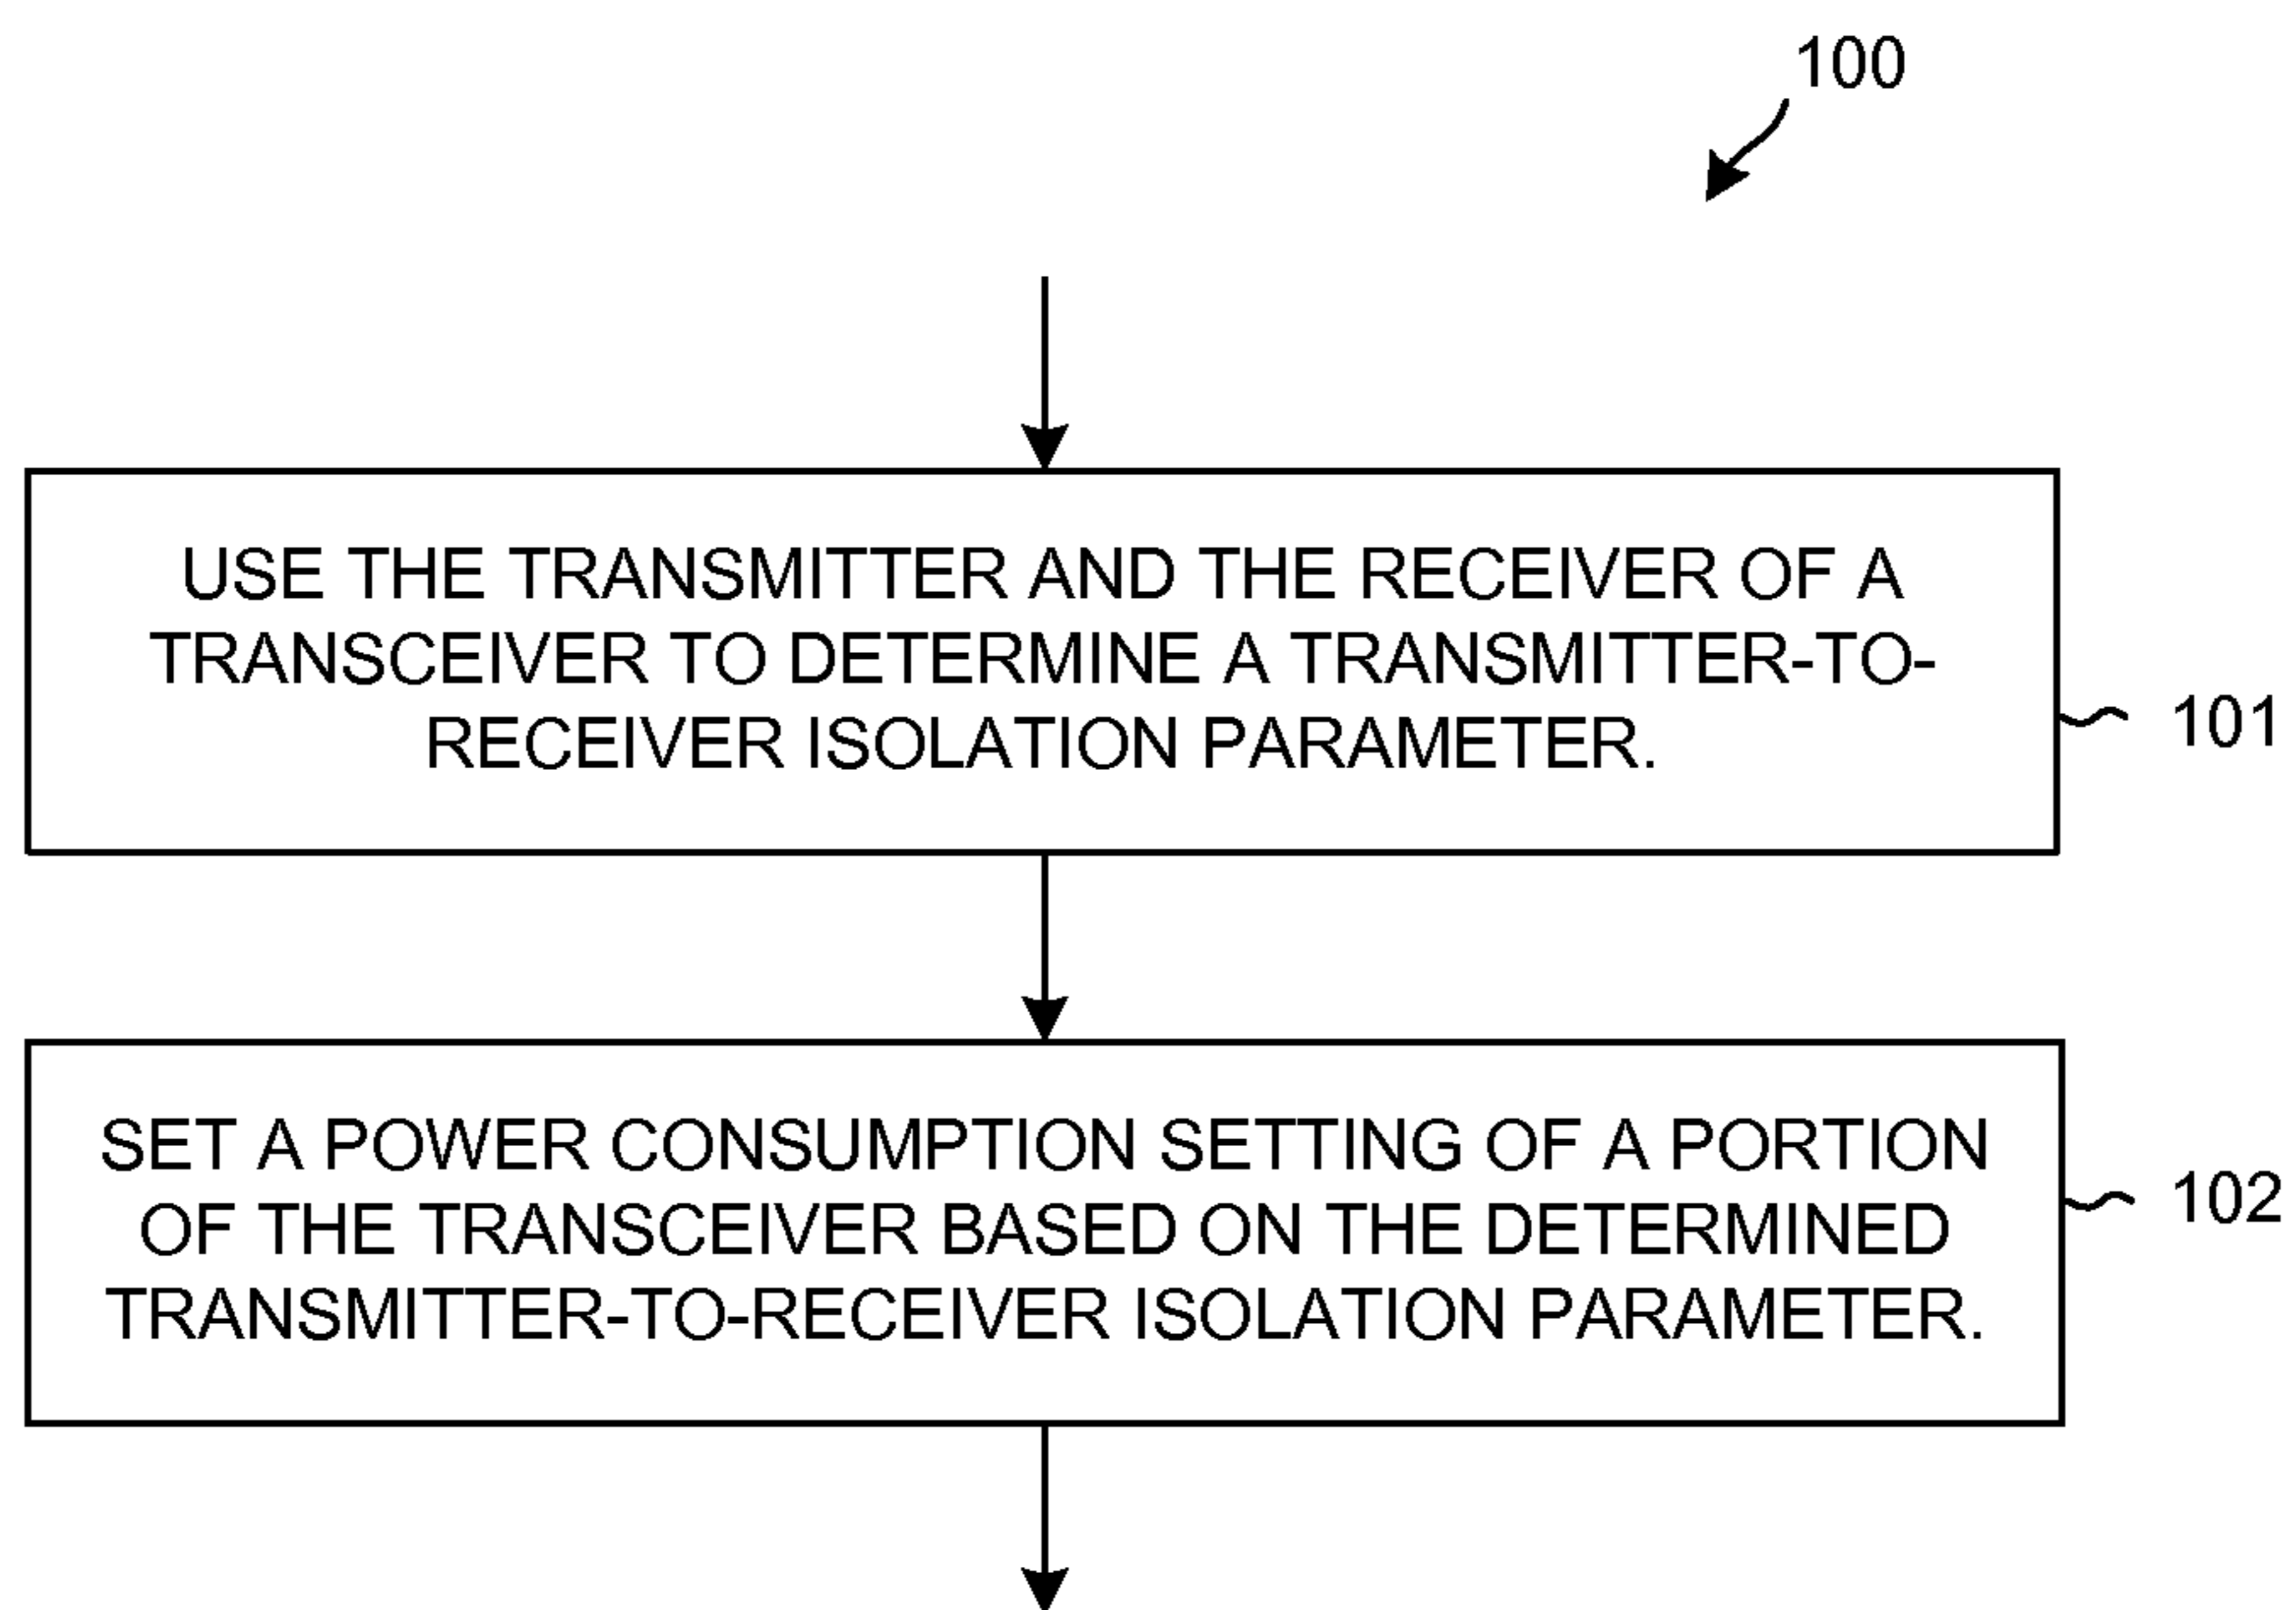 100
USE THE TRANSMITTER AND THE RECEIVER OF A
TRANSCEIVER TO DETERMINE A TRANSMITTER-TO-
RECEIVER ISOLATION PARAMETER.
101
SET A POWER CONSUMPTION SETTING OF A PORTION
OF THE TRANSCEIVER BASED ON THE DETERMINED
TRANSMITTER-TO-RECEIVER ISOLATION PARAMETER.
102